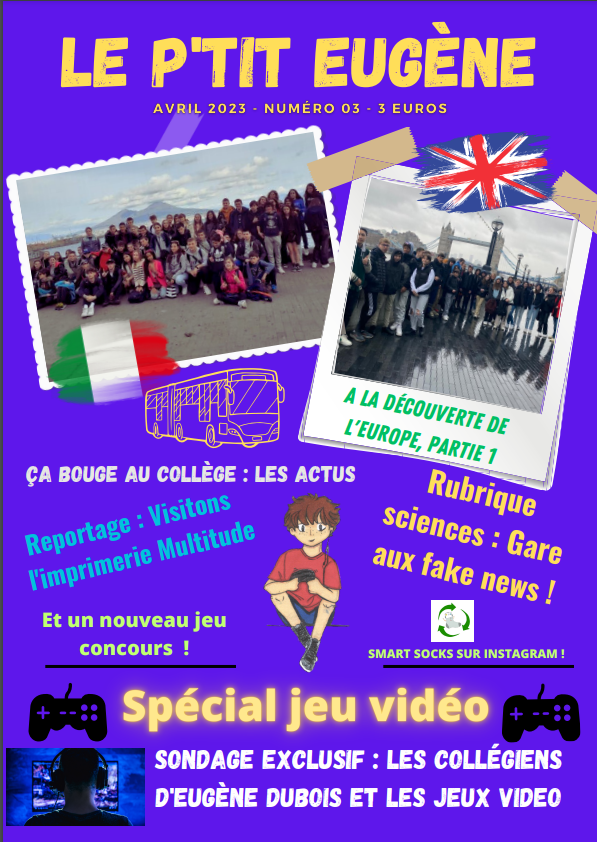 LE P'TIT EUGÈNE
AVRIL 2023 - NUMÉRO 03 - 3 EUROS
A LA DÉCOUVERTE DE
L'EUROPE, PARTIE 1
ÇA BOUGE AU COLLÈGE : LES ACTUS
Reportage : Visitons
l'imprimerie Multitude
Rubrique
sciences : Gare
aux fake news !
Et un nouveau jeu
concours !
SMART SOCKS SUR INSTAGRAM !
Spécial jeu vidéo
SONDAGE EXCLUSIF : LES COLLÉGIENS
D'EUGÈNE DUBOIS ET LES JEUX VIDEO